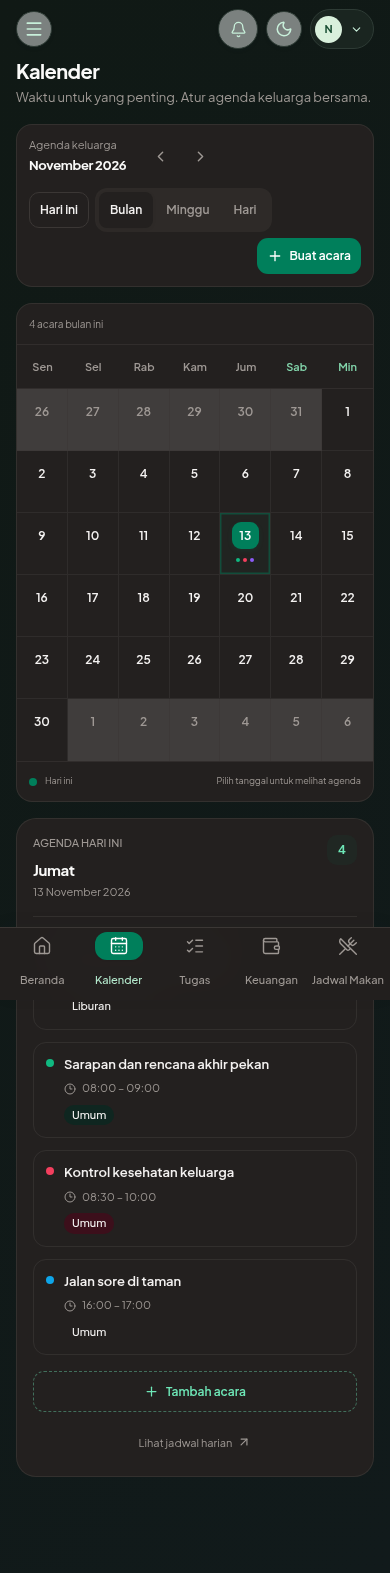 N
Kalender
Waktu untuk yang penting. Atur agenda keluarga bersama.
Agenda keluarga
November 2026
Hari ini Bulan Minggu Hari
+ Buat acara
4 acara bulan ini
Sen Sel Rab Kam Jum Sab Min
26 27 28 29 30 31 1
2 3 4 5 6 7 8
9 10 11 12 13 14 15
16 17 18 19 20 21 22
23 24 25 26 27 28 29
30 1 2 3 4 5 6
Hari ini Pilih tanggal untuk melihat agenda
AGENDA HARI INI 4
Jumat
13 November 2026
Beranda Kalender Tugas Keuangan Jadwal Makan
Liburan
Sarapan dan rencana akhir pekan
08:00 – 09:00
Umum
Kontrol kesehatan keluarga
08:30 – 10:00
Umum
Jalan sore di taman
16:00 – 17:00
Umum
+ Tambah acara
Lihat jadwal harian